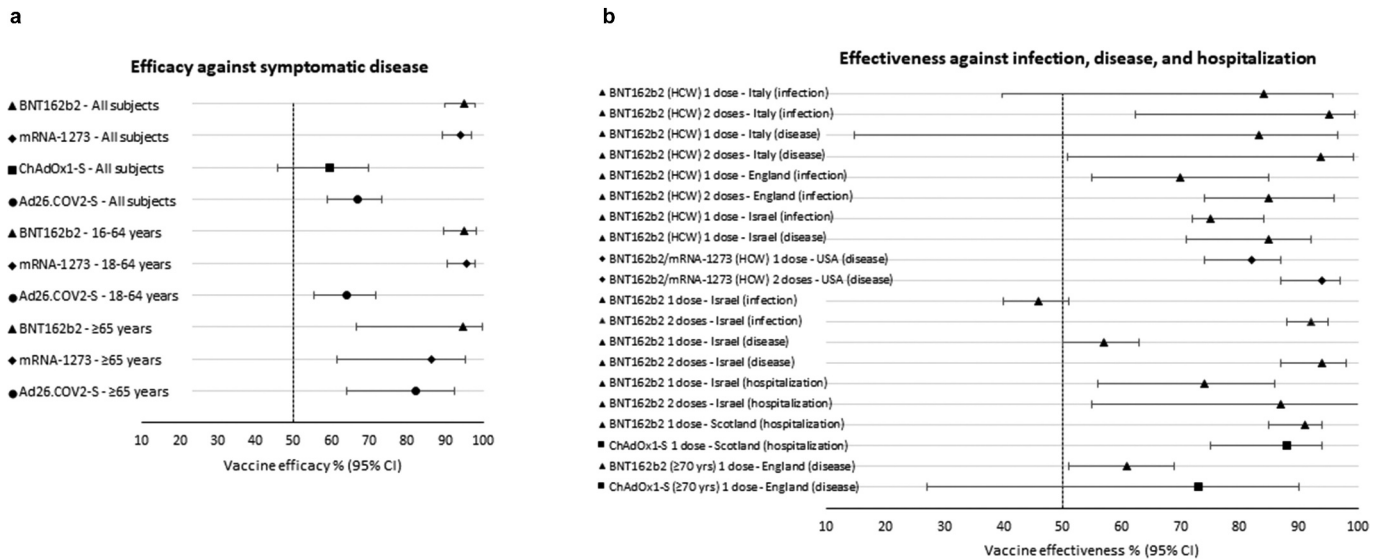 a
Efficacy against symptomatic disease
BNT162b2 - All subjects
mRNA-1273 - All subjects
ChAdOx1-S - All subjects
Ad26.COV2-S - All subjects
BNT162b2 - 16-64 years
mRNA-1273 - 18-64 years
Ad26.COV2-S - 18-64 years
BNT162b2 - ≥65 years
mRNA-1273 - ≥65 years
Ad26.COV2-S - ≥65 years
10 20 30 40 50 60 70 80 90 100
Vaccine efficacy % (95% CI)
b
Effectiveness against infection, disease, and hospitalization
BNT162b2 (HCW) 1 dose - Italy (infection)
BNT162b2 (HCW) 2 doses - Italy (infection)
BNT162b2 (HCW) 1 dose - Italy (disease)
BNT162b2 (HCW) 2 doses - Italy (disease)
BNT162b2 (HCW) 1 dose - England (infection)
BNT162b2 (HCW) 2 doses - England (infection)
BNT162b2 (HCW) 1 dose - Israel (infection)
BNT162b2 (HCW) 1 dose - Israel (disease)
BNT162b2/mRNA-1273 (HCW) 1 dose - USA (disease)
BNT162b2/mRNA-1273 (HCW) 2 doses - USA (disease)
BNT162b2 1 dose - Israel (infection)
BNT162b2 2 doses - Israel (infection)
BNT162b2 1 dose - Israel (disease)
BNT162b2 2 doses - Israel (disease)
BNT162b2 1 dose - Israel (hospitalization)
BNT162b2 2 doses - Israel (hospitalization)
BNT162b2 1 dose - Scotland (hospitalization)
ChAdOx1-S 1 dose - Scotland (hospitalization)
BNT162b2 (≥70 yrs) 1 dose - England (disease)
ChAdOx1-S (≥70 yrs) 1 dose - England (disease)
10 20 30 40 50 60 70 80 90 100
Vaccine effectiveness % (95% CI)